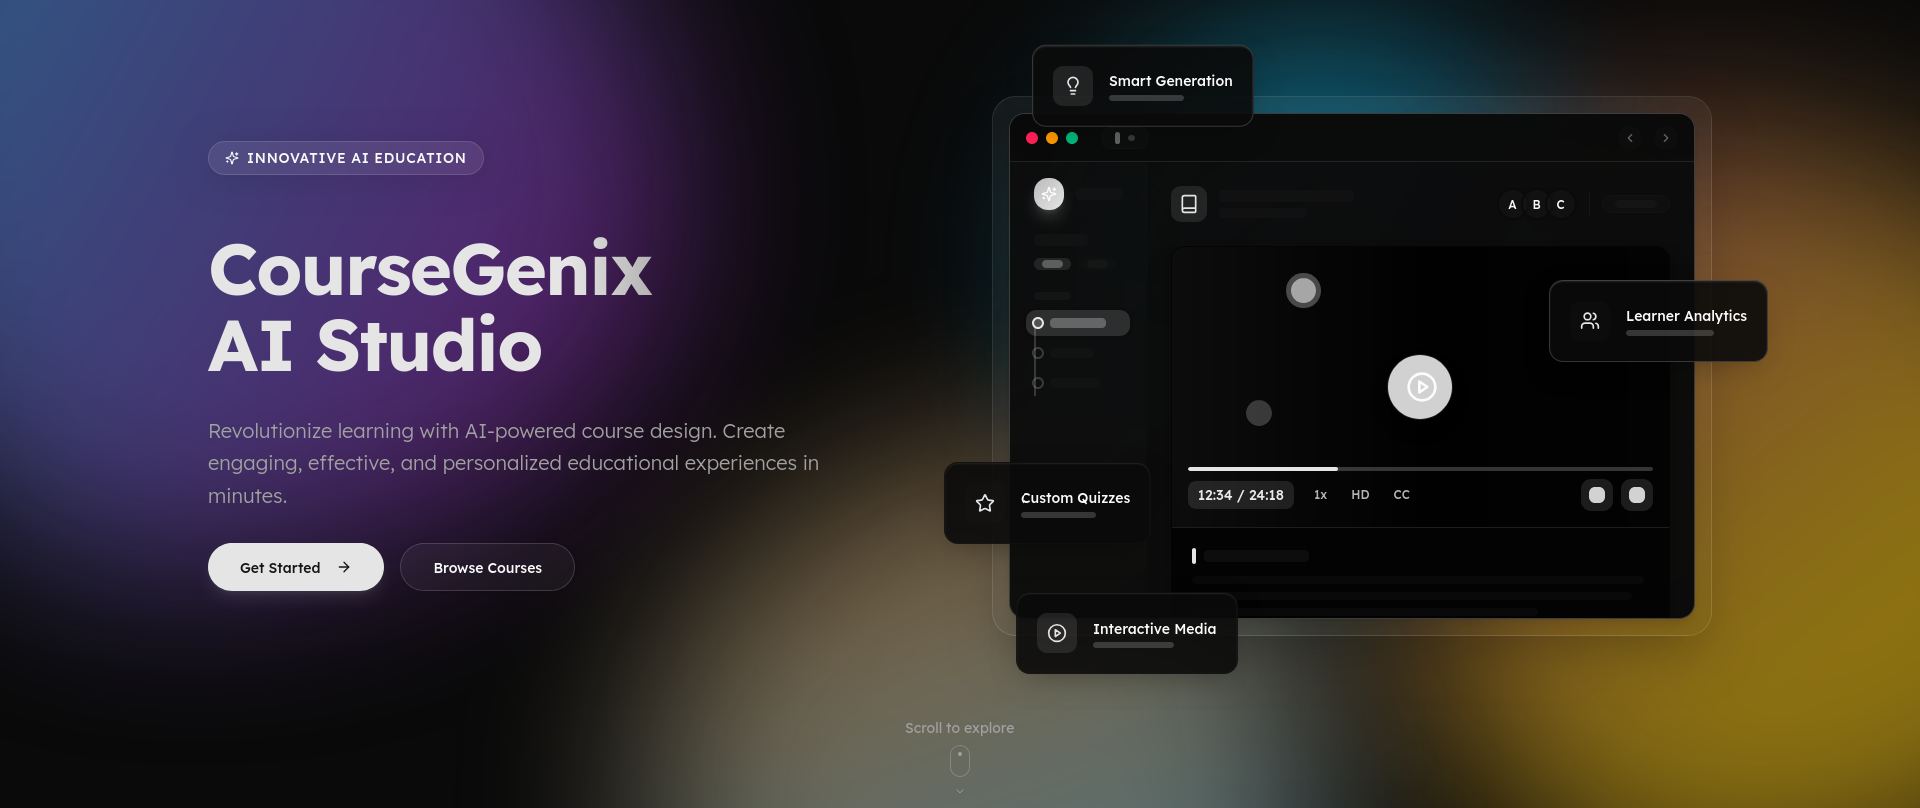 INNOVATIVE AI EDUCATION
CourseGenix
AI Studio
Revolutionize learning with AI-powered course design. Create
engaging, effective, and personalized educational experiences in
minutes.
Get Started
Browse Courses
Smart Generation
A B C
Learner Analytics
12:34 / 24:18 1x HD CC
Custom Quizzes
Interactive Media
Scroll to explore